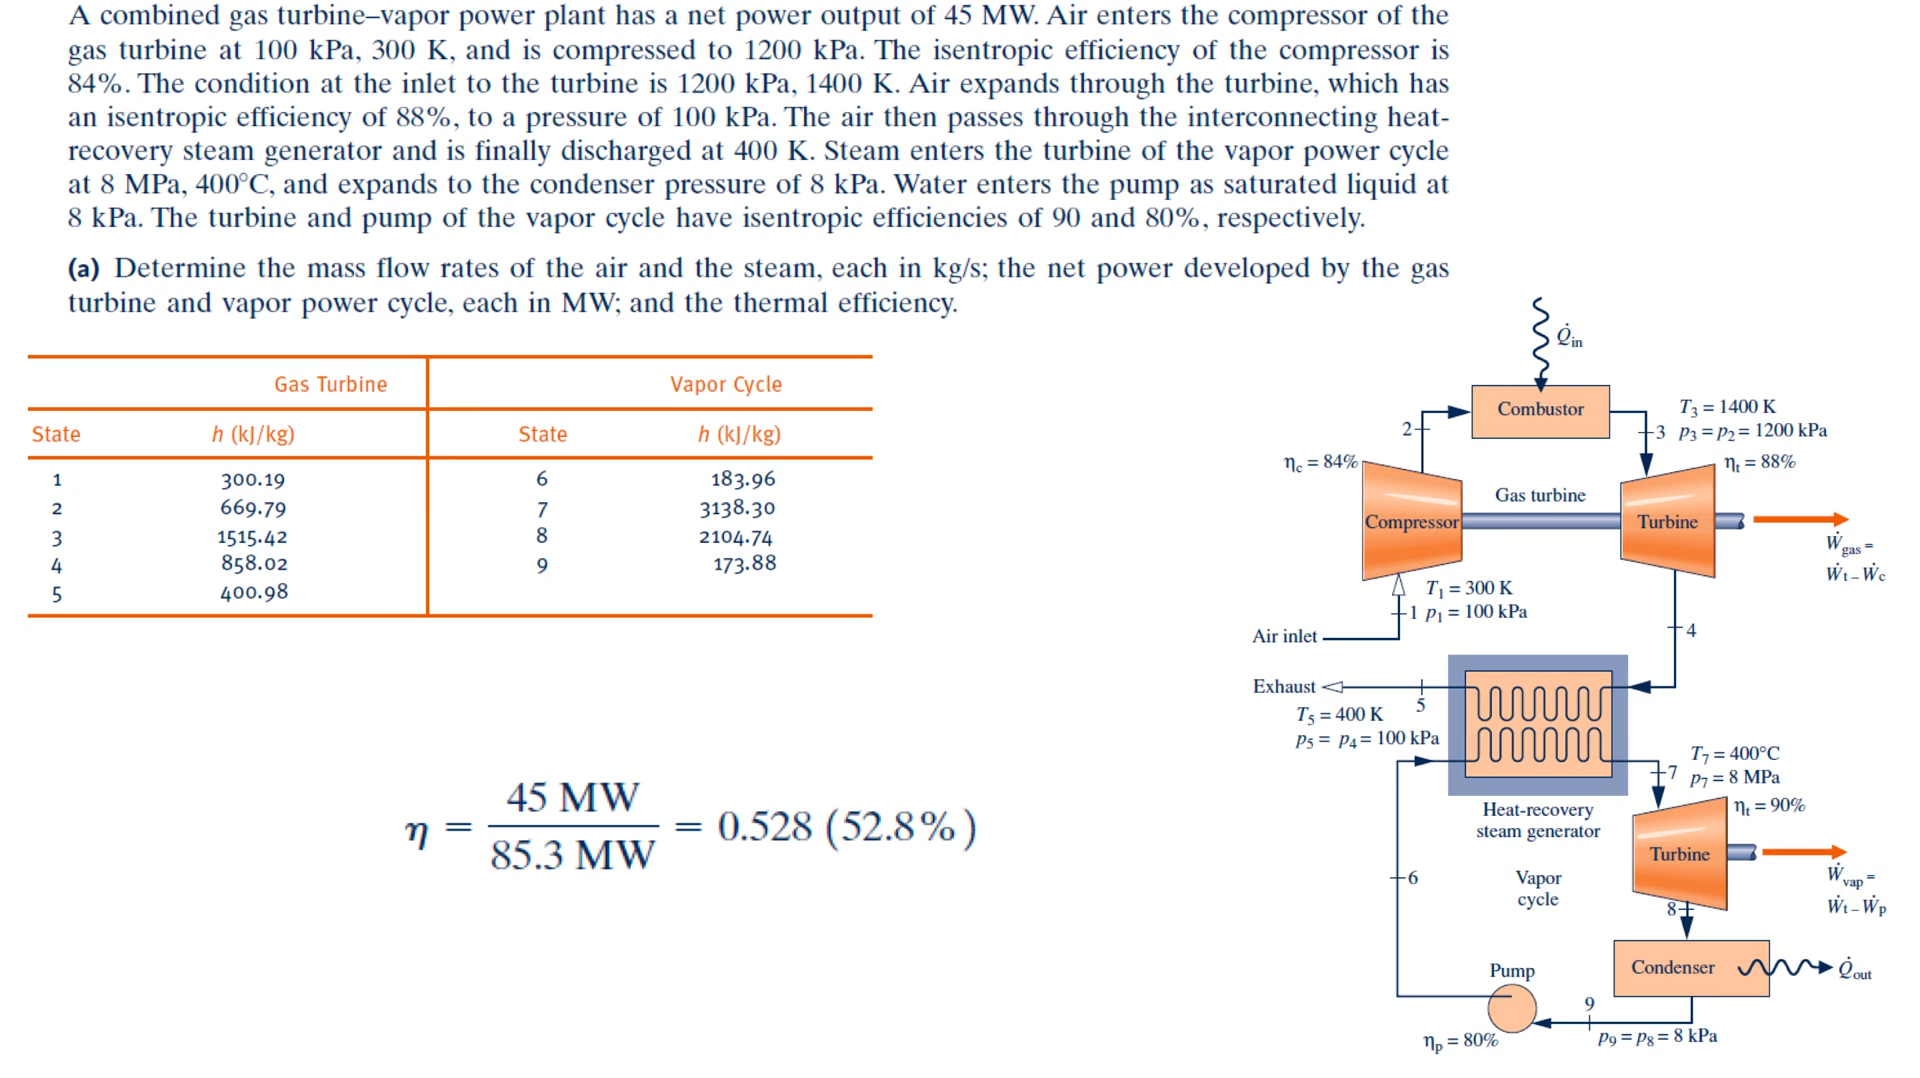 A combined gas turbine–vapor power plant has a net power output of 45 MW. Air enters the compressor of the
gas turbine at 100 kPa, 300 K, and is compressed to 1200 kPa. The isentropic efficiency of the compressor is
84%. The condition at the inlet to the turbine is 1200 kPa, 1400 K. Air expands through the turbine, which has
an isentropic efficiency of 88%, to a pressure of 100 kPa. The air then passes through the interconnecting heat-
recovery steam generator and is finally discharged at 400 K. Steam enters the turbine of the vapor power cycle
at 8 MPa, 400°C, and expands to the condenser pressure of 8 kPa. Water enters the pump as saturated liquid at
8 kPa. The turbine and pump of the vapor cycle have isentropic efficiencies of 90 and 80%, respectively.
(a) Determine the mass flow rates of the air and the steam, each in kg/s; the net power developed by the gas
turbine and vapor power cycle, each in MW; and the thermal efficiency.
Gas Turbine Vapor Cycle
State h (kJ/kg) State h (kJ/kg)
1 300.19 6 183.96
2 669.79 7 3138.30
3 1515.42 8 2104.74
4 858.02 9 173.88
5 400.98
η = 45 MW / 85.3 MW = 0.528 (52.8%)
Q̇in
Combustor
2
3
T3 = 1400 K
p3 = p2 = 1200 kPa
ηc = 84%
ηt = 88%
Gas turbine
Compressor
Turbine
Ẇgas =
Ẇt – Ẇc
T1 = 300 K
1 p1 = 100 kPa
Air inlet
4
Exhaust
5
T5 = 400 K
p5 = p4 = 100 kPa
T7 = 400°C
7 p7 = 8 MPa
ηt = 90%
Heat-recovery
steam generator
Turbine
6
Vapor
cycle
Ẇvap =
Ẇt – Ẇp
8
Condenser
Q̇out
Pump
9
p9 = p8 = 8 kPa
ηp = 80%